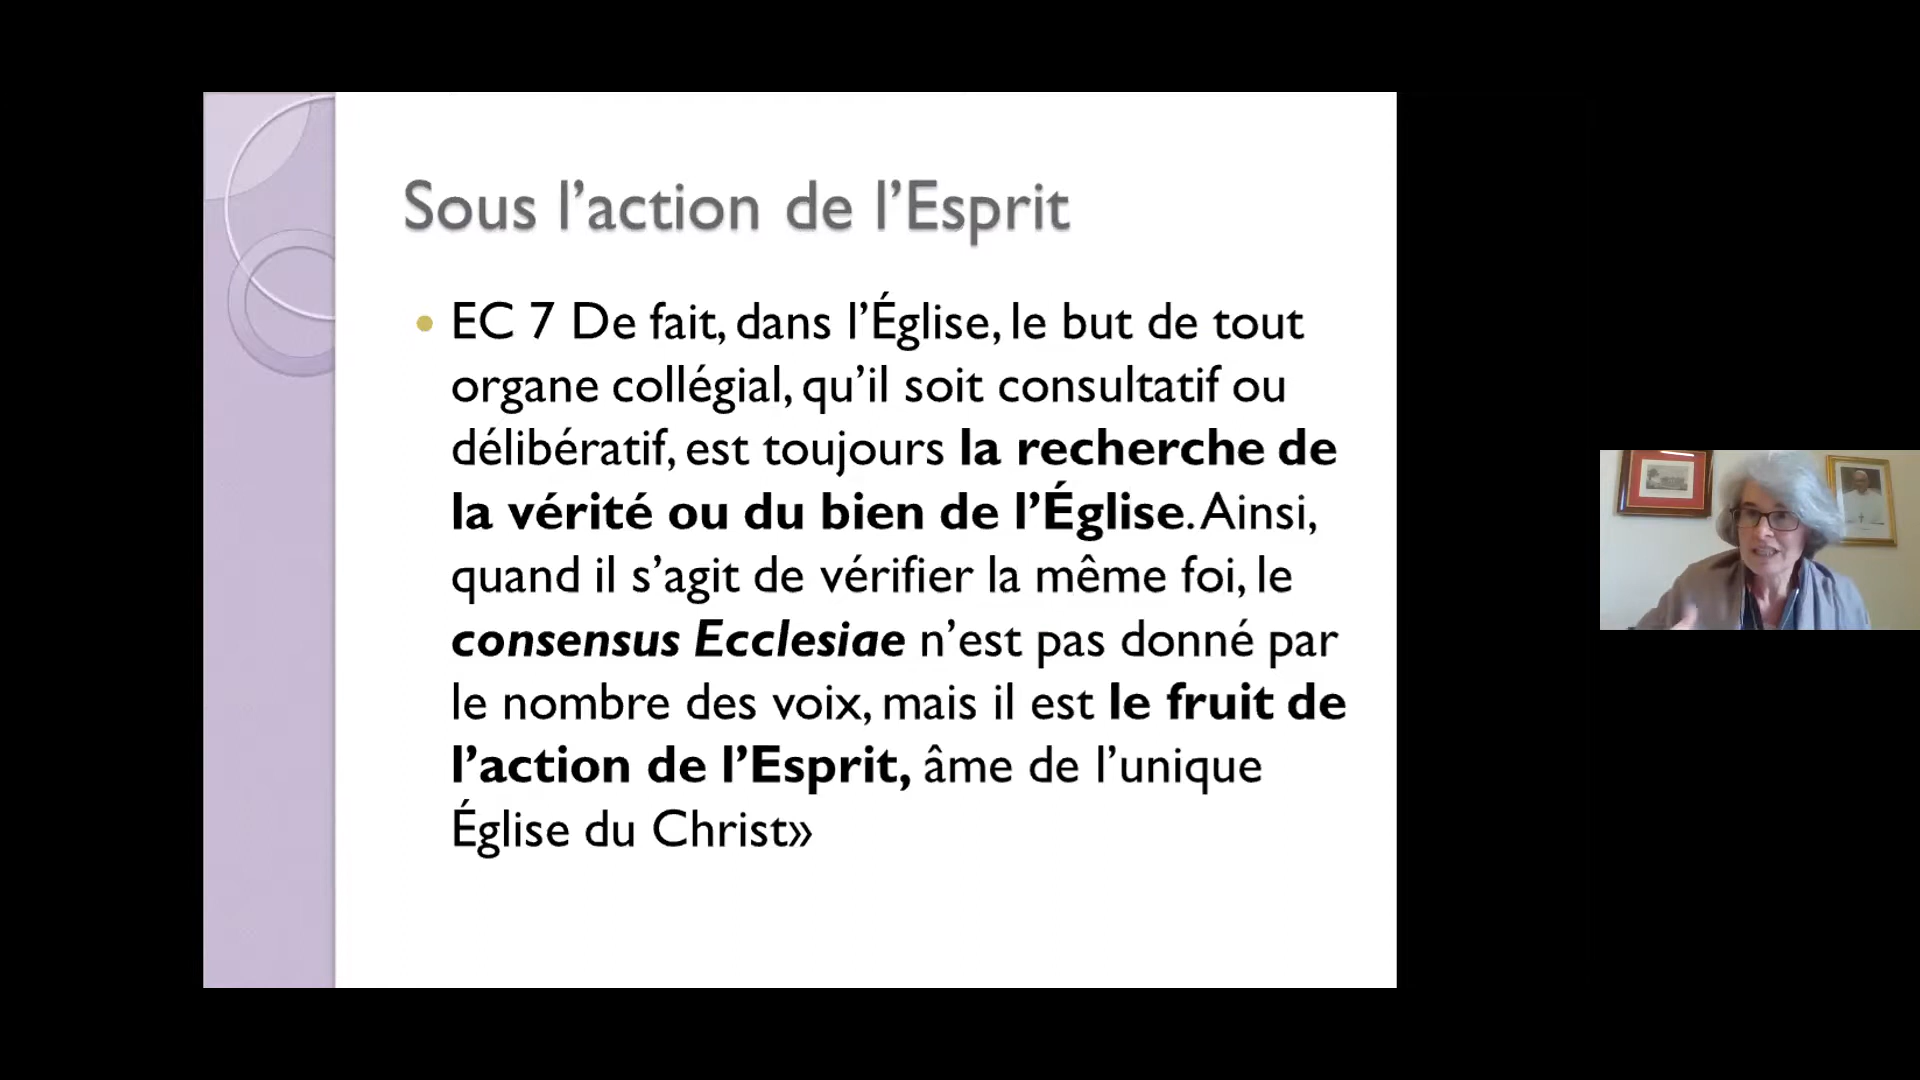 Sous l’action de l’Esprit
• EC 7 De fait, dans l’Église, le but de tout
organe collégial, qu’il soit consultatif ou
délibératif, est toujours la recherche de
la vérité ou du bien de l’Église. Ainsi,
quand il s’agit de vérifier la même foi, le
consensus Ecclesiae n’est pas donné par
le nombre des voix, mais il est le fruit de
l’action de l’Esprit, âme de l’unique
Église du Christ»